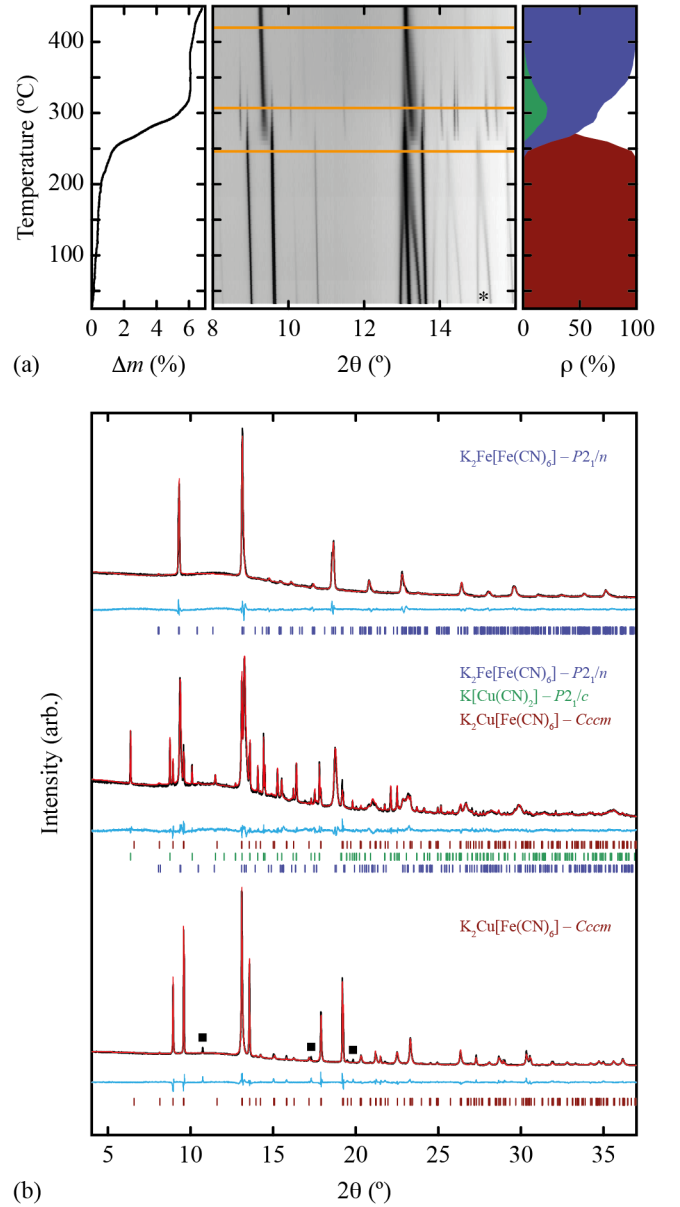 400
300
200
100
Temperature (ºC)
0 2 4 6
8 10 12 14
0 50 100
*
(a) Δm (%) 2θ (º) ρ (%)
K₂Fe[Fe(CN)₆] – P2₁/n
K₂Fe[Fe(CN)₆] – P2₁/n
K[Cu(CN)₂] – P2₁/c
K₂Cu[Fe(CN)₆] – Cccm
Intensity (arb.)
K₂Cu[Fe(CN)₆] – Cccm
5 10 15 20 25 30 35
(b) 2θ (º)